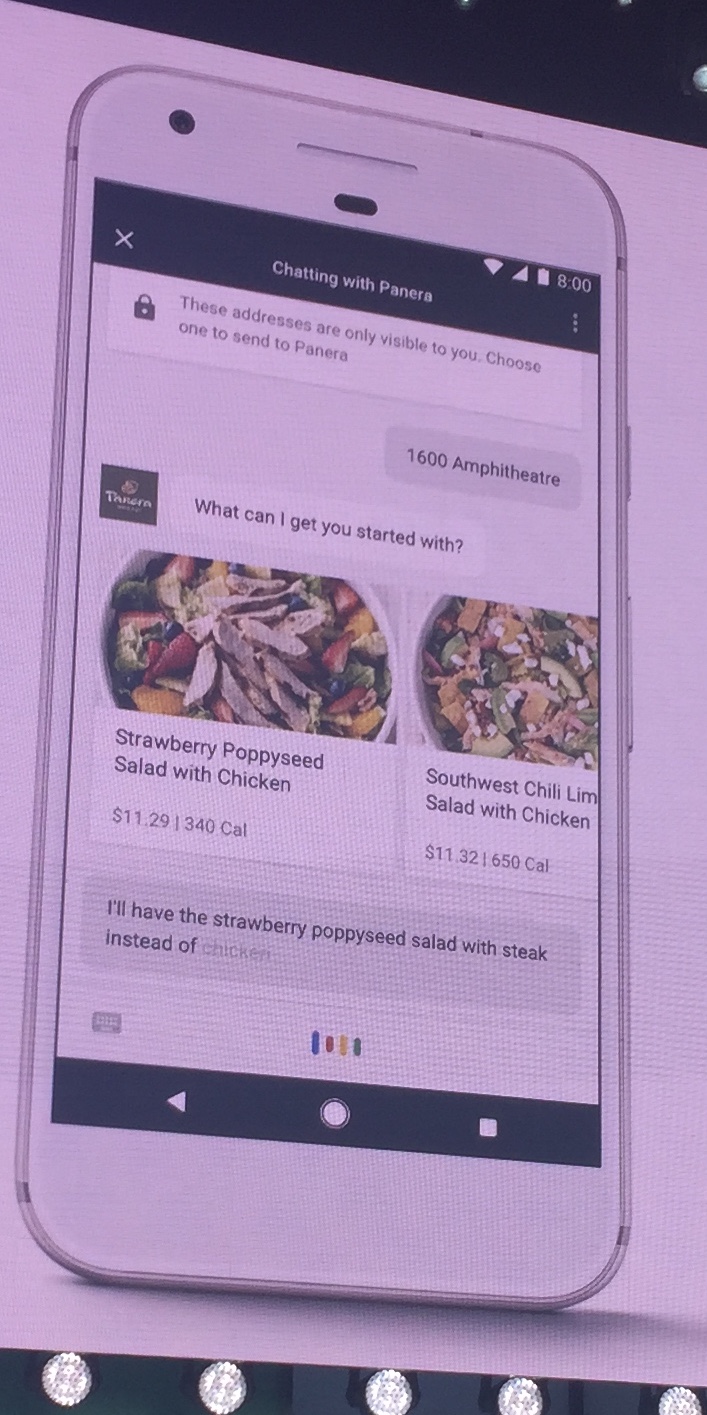 8:00
Chatting with Panera
These addresses are only visible to you. Choose
one to send to Panera
1600 Amphitheatre
Panera
What can I get you started with?
Strawberry Poppyseed
Salad with Chicken
$11.29 | 340 Cal
Southwest Chili Lim
Salad with Chicken
$11.32 | 650 Cal
I'll have the strawberry poppyseed salad with steak
instead of chicken